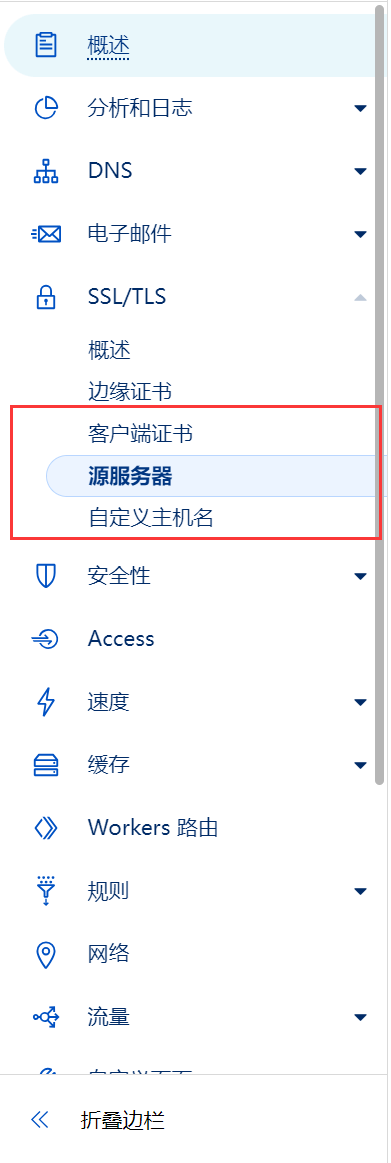 概述
分析和日志
DNS
电子邮件
SSL/TLS
概述
边缘证书
客户端证书
源服务器
自定义主机名
安全性
Access
速度
缓存
Workers 路由
规则
网络
流量
折叠边栏